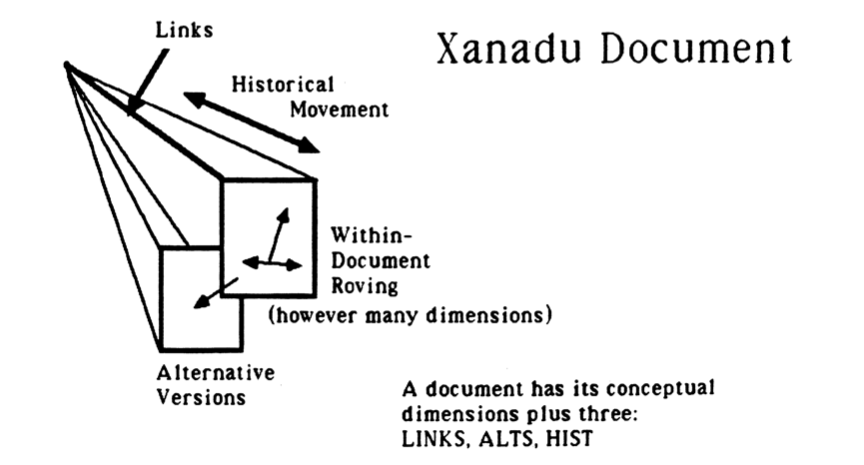 Links
Xanadu Document
Historical
Movement
Within-
Document
Roving
(however many dimensions)
Alternative
Versions
A document has its conceptual
dimensions plus three:
LINKS, ALTS, HIST